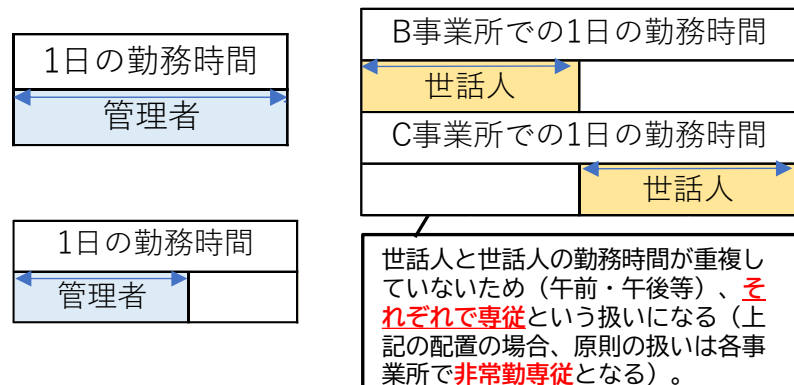 1日の勤務時間
管理者
1日の勤務時間
管理者
B事業所での1日の勤務時間
世話人
C事業所での1日の勤務時間
世話人
世話人と世話人の勤務時間が重複し
ていないため（午前・午後等）、そ
れぞれで専従という扱いになる（上
記の配置の場合、原則の扱いは各事
業所で非常勤専従となる）。